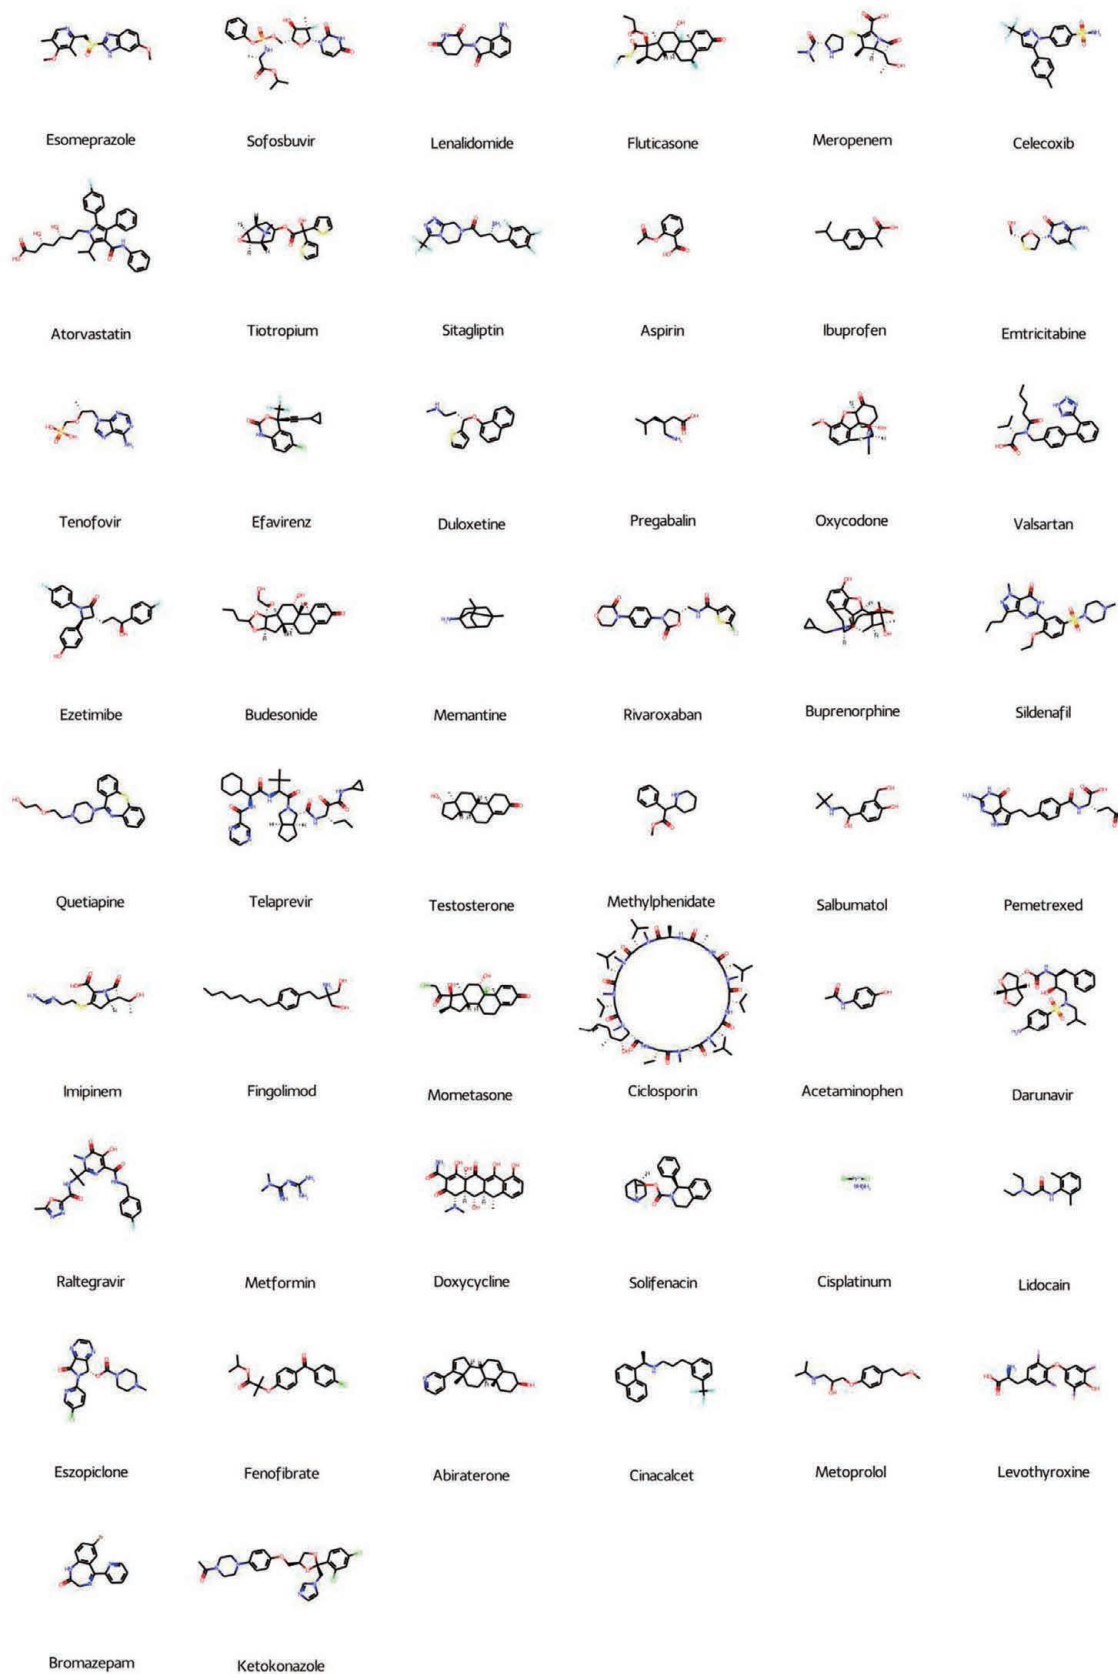 Esomeprazole Sofosbuvir Lenalidomide Fluticasone Meropenem Celecoxib
Atorvastatin Tiotropium Sitagliptin Aspirin Ibuprofen Emtricitabine
Tenofovir Efavirenz Duloxetine Pregabalin Oxycodone Valsartan
Ezetimibe Budesonide Memantine Rivaroxaban Buprenorphine Sildenafil
Quetiapine Telaprevir Testosterone Methylphenidate Salbumatol Pemetrexed
Imipinem Fingolimod Mometasone Ciclosporin Acetaminophen Darunavir
Raltegravir Metformin Doxycycline Solifenacin Cisplatinum Lidocain
Eszopiclone Fenofibrate Abiraterone Cinacalcet Metoprolol Levothyroxine
Bromazepam Ketokonazole